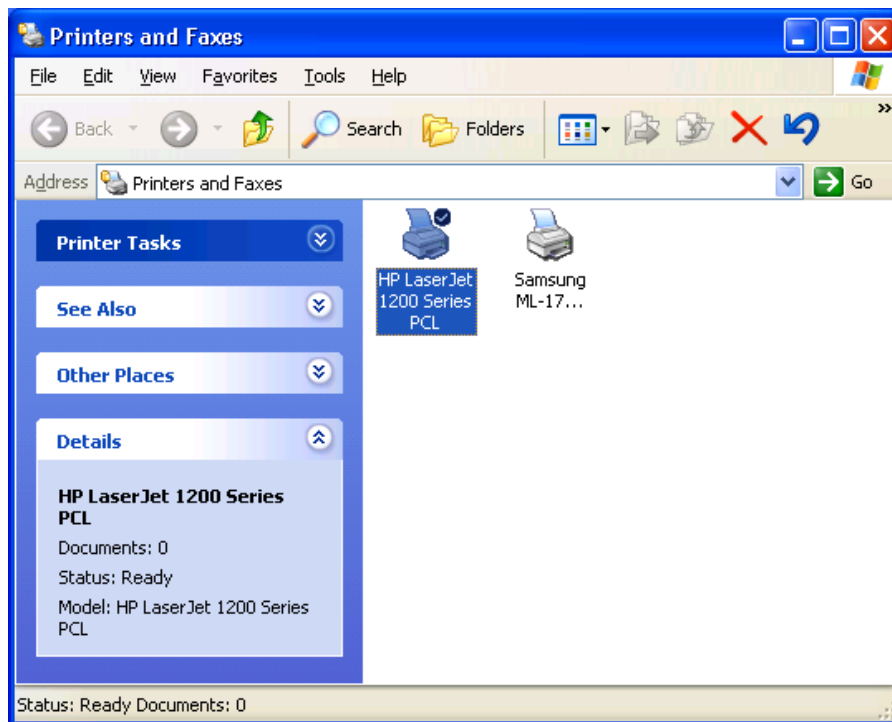 Printers and Faxes
File Edit View Favorites Tools Help
Back Search Folders »
Address Printers and Faxes Go
Printer Tasks
See Also
Other Places
Details
HP LaserJet 1200 Series
PCL
Documents: 0
Status: Ready
Model: HP LaserJet 1200 Series
PCL
HP LaserJet
1200 Series
PCL
Samsung
ML-17...
Status: Ready Documents: 0